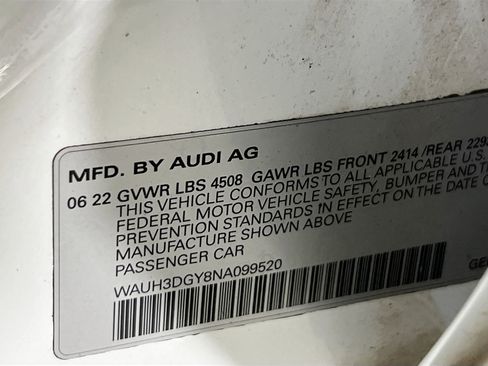 MFD. BY AUDI AG
06 22 GVWR LBS 4508 GAWR LBS FRONT 2414 /REAR 229
THIS VEHICLE CONFORMS TO ALL APPLICABLE U.S.
FEDERAL MOTOR VEHICLE SAFETY, BUMPER AND
PREVENTION STANDARDS IN EFFECT ON THE DATE
MANUFACTURE SHOWN ABOVE
PASSENGER CAR
WAUH3DGY8NA099520